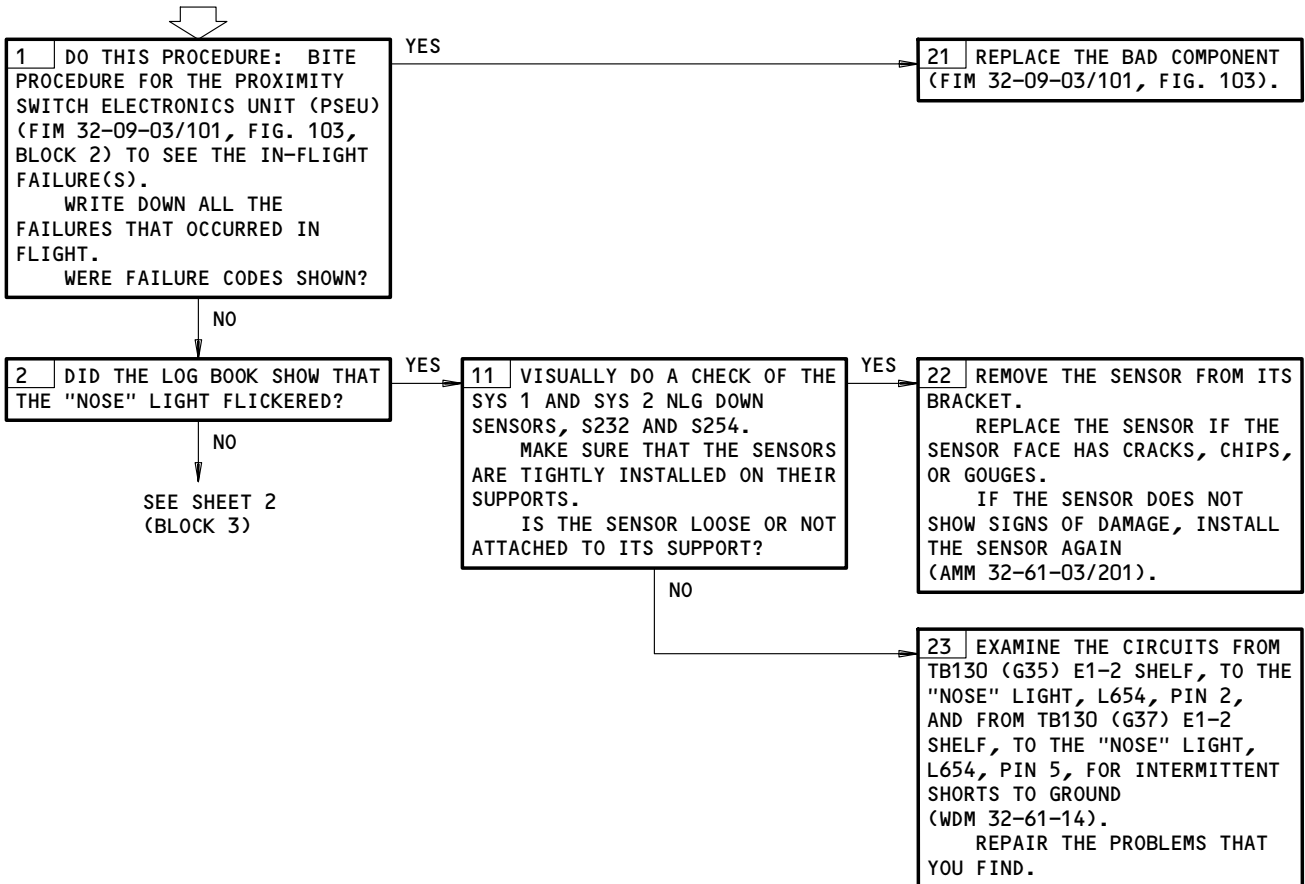 1 DO THIS PROCEDURE: BITE
PROCEDURE FOR THE PROXIMITY
SWITCH ELECTRONICS UNIT (PSEU)
(FIM 32-09-03/101, FIG. 103,
BLOCK 2) TO SEE THE IN-FLIGHT
FAILURE(S).
WRITE DOWN ALL THE
FAILURES THAT OCCURRED IN
FLIGHT.
WERE FAILURE CODES SHOWN?
YES
21 REPLACE THE BAD COMPONENT
(FIM 32-09-03/101, FIG. 103).
NO
2 DID THE LOG BOOK SHOW THAT
THE "NOSE" LIGHT FLICKERED?
YES
NO
SEE SHEET 2
(BLOCK 3)
11 VISUALLY DO A CHECK OF THE
SYS 1 AND SYS 2 NLG DOWN
SENSORS, S232 AND S254.
MAKE SURE THAT THE SENSORS
ARE TIGHTLY INSTALLED ON THEIR
SUPPORTS.
IS THE SENSOR LOOSE OR NOT
ATTACHED TO ITS SUPPORT?
YES
NO
22 REMOVE THE SENSOR FROM ITS
BRACKET.
REPLACE THE SENSOR IF THE
SENSOR FACE HAS CRACKS, CHIPS,
OR GOUGES.
IF THE SENSOR DOES NOT
SHOW SIGNS OF DAMAGE, INSTALL
THE SENSOR AGAIN
(AMM 32-61-03/201).
23 EXAMINE THE CIRCUITS FROM
TB130 (G35) E1-2 SHELF, TO THE
"NOSE" LIGHT, L654, PIN 2,
AND FROM TB130 (G37) E1-2
SHELF, TO THE "NOSE" LIGHT,
L654, PIN 5, FOR INTERMITTENT
SHORTS TO GROUND
(WDM 32-61-14).
REPAIR THE PROBLEMS THAT
YOU FIND.